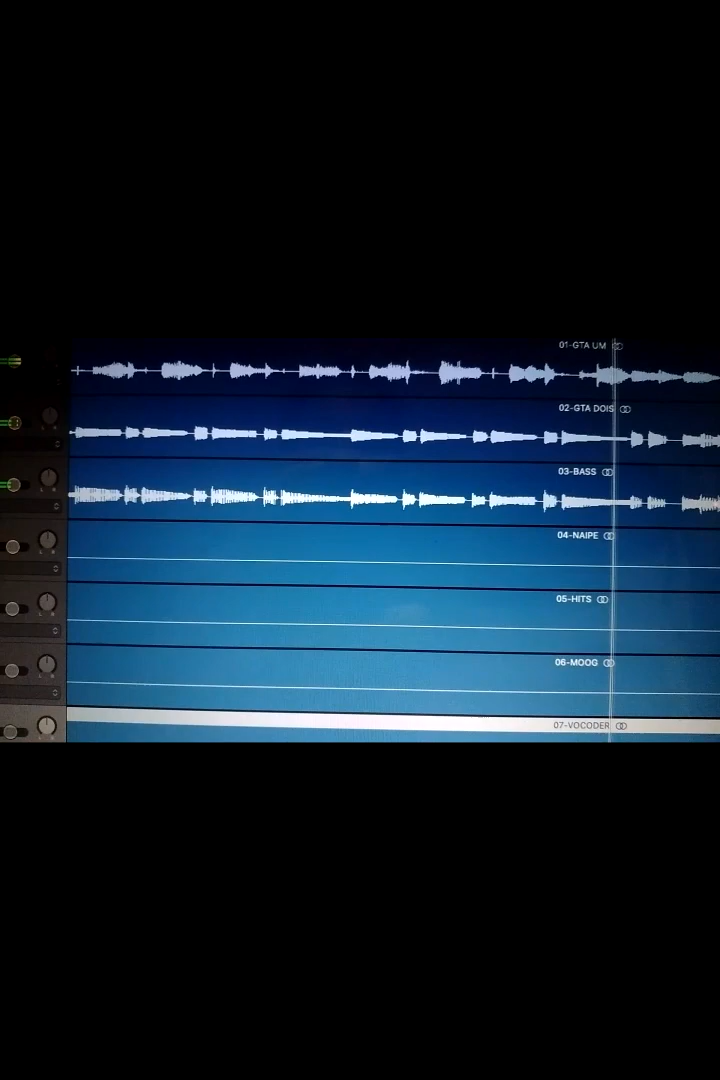 01-GTA UM
02-GTA DOIS
03-BASS
04-NAIPE
05-HITS
06-MOOG
07-VOCODER